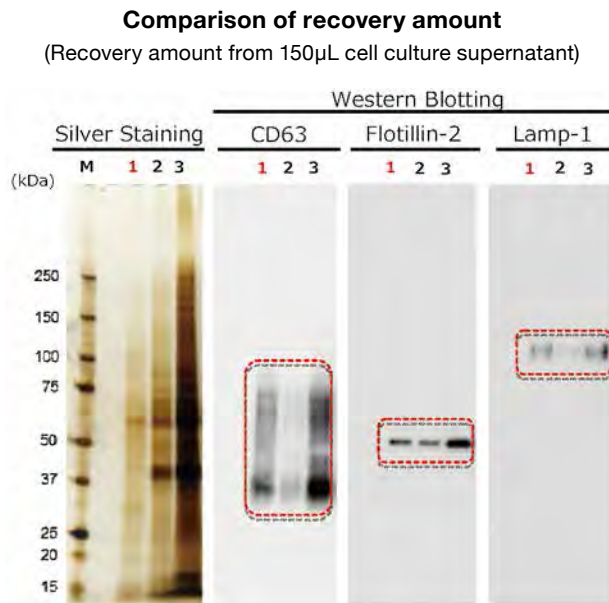 Comparison of recovery amount
(Recovery amount from 150µL cell culture supernatant)
Western Blotting
Silver Staining CD63 Flotillin-2 Lamp-1
(kDa) M 1 2 3 1 2 3 1 2 3 1 2 3
250
150
100
75
50
37
25
20
15